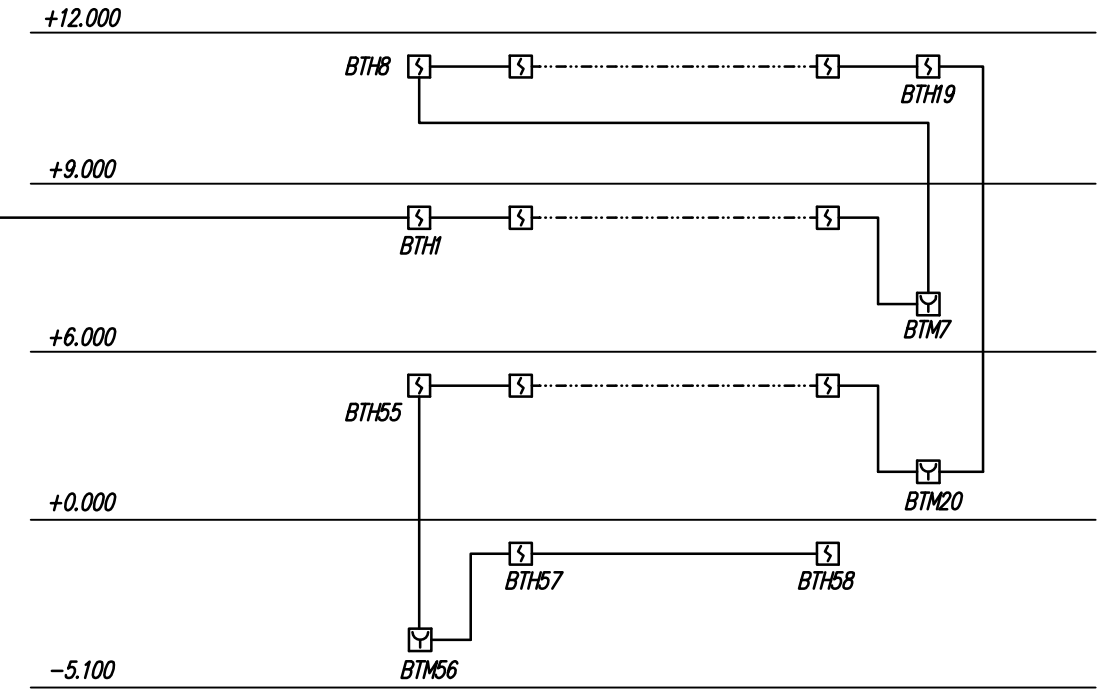 +12.000
BTH8
BTH19
+9.000
BTH1
BTM7
+6.000
BTH55
BTM20
+0.000
BTH57
BTH58
BTM56
-5.100